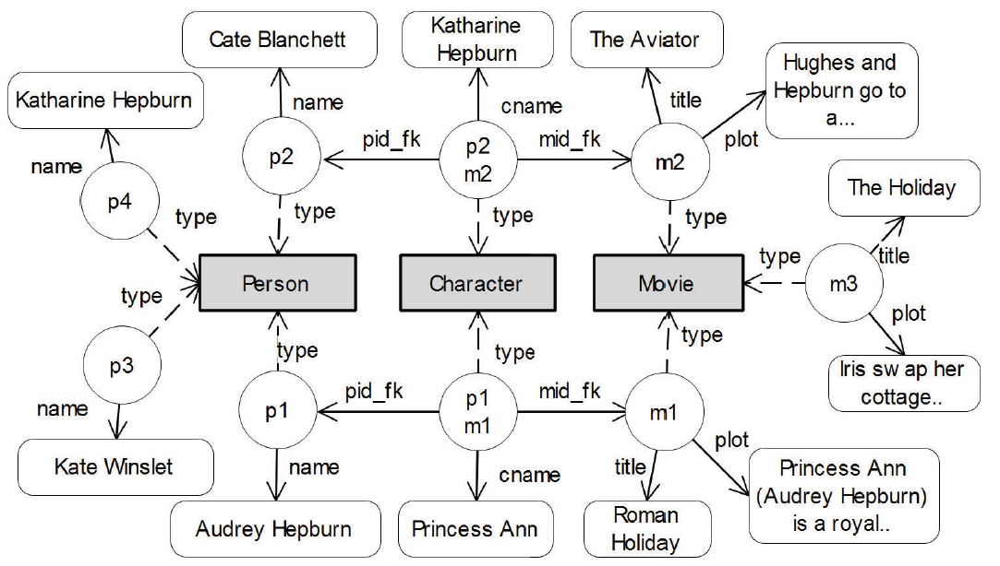 Cate Blanchett
Katharine
Hepburn
The Aviator
Hughes and
Hepburn go to
a...
Katharine Hepburn
name
cname
title
plot
name
p2
pid_fk
p2
m2
mid_fk
m2
The Holiday
p4
type
type
type
type
type
title
Person
Character
Movie
m3
type
plot
type
type
type
p3
Iris sw ap her
cottage..
name
p1
pid_fk
p1
m1
mid_fk
m1
Kate Winslet
name
cname
title
plot
Princess Ann
(Audrey Hepburn)
is a royal..
Audrey Hepburn
Princess Ann
Roman
Holiday